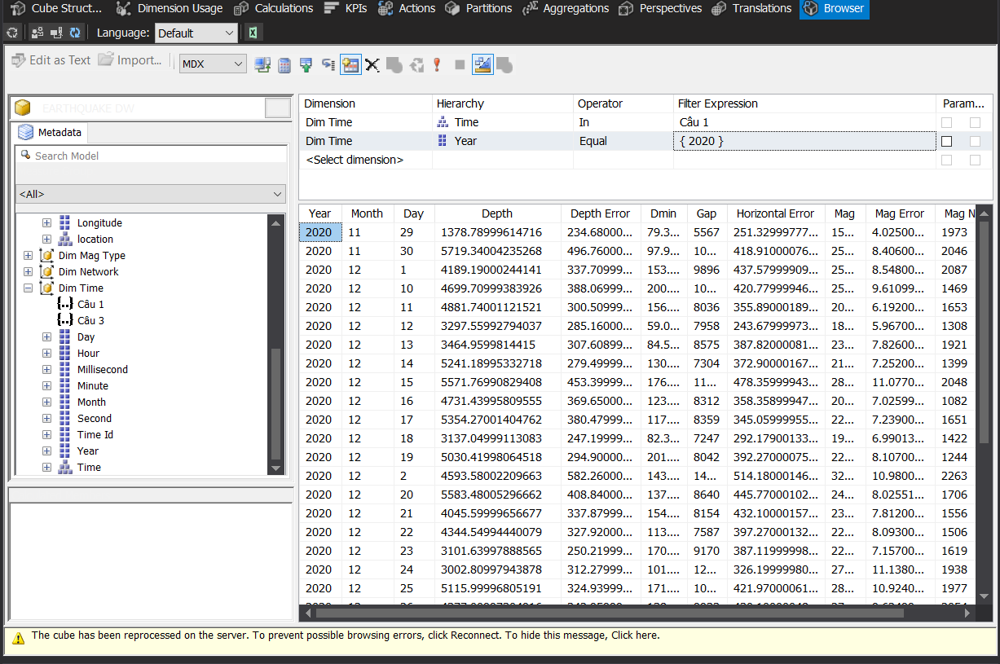 Cube Struct... Dimension Usage Calculations KPIs Actions Partitions Aggregations Perspectives Translations Browser
Language: Default
Edit as Text Import... MDX
EARTHQUAKE DW
Metadata
Search Model
<All>
Longitude
location
Dim Mag Type
Dim Network
Dim Time
Câu 1
Câu 3
Day
Hour
Millisecond
Minute
Month
Second
Time Id
Year
Time
Dimension Hierarchy Operator Filter Expression Param...
Dim Time Time In Câu 1
Dim Time Year Equal { 2020 }
<Select dimension>
Year Month Day Depth Depth Error Dmin Gap Horizontal Error Mag Mag Error Mag N
2020 11 29 1378.78999614716 234.68000... 79.3... 5567 251.32999777... 15... 4.02500... 1973
2020 11 30 5719.34004235268 496.76000... 97.9... 10... 418.91000076... 25... 8.40600... 2046
2020 12 1 4189.19000244141 337.70999... 153.... 9896 437.57999909... 25... 8.54800... 2087
2020 12 10 4699.70999383926 388.06999... 200.... 10... 420.77999946... 25... 9.61099... 1469
2020 12 11 4881.74001121521 300.50999... 156.... 8036 355.89000189... 20... 6.19200... 1653
2020 12 12 3297.55992794037 285.16000... 59.0... 7958 243.67999973... 18... 5.96700... 1308
2020 12 13 3464.9599814415 307.60899... 84.5... 8575 387.82000081... 23... 7.82600... 1921
2020 12 14 5241.18995332718 279.49999... 130.... 7304 372.90000167... 21... 7.25200... 1399
2020 12 15 5571.76990829408 453.39999... 176.... 11... 478.35999943... 28... 11.0770... 2048
2020 12 16 4731.43995809555 369.65000... 123.... 8312 358.35899947... 20... 7.02599... 1082
2020 12 17 5354.27001404762 380.47999... 117.... 8359 345.05999955... 22... 7.23900... 1651
2020 12 18 3137.04999113083 247.19999... 82.3... 7247 292.17900133... 19... 6.99013... 1422
2020 12 19 5030.41998064518 294.90000... 201.... 8042 392.27000075... 22... 8.10700... 1244
2020 12 2 4593.58002209663 582.26000... 143.... 14... 514.18000146... 32... 10.9800... 2263
2020 12 20 5583.48005296662 408.84000... 137.... 8640 445.77000102... 24... 8.02551... 1706
2020 12 21 4045.59999656677 337.87999... 154.... 8154 432.10000157... 23... 7.81200... 1556
2020 12 22 4344.54994440079 327.92000... 113.... 7587 397.27000132... 22... 8.09300... 1506
2020 12 23 3101.63997888565 250.21999... 170.... 9170 387.11999998... 22... 7.15700... 1619
2020 12 24 3002.80997943878 312.27999... 101.... 12... 326.19999980... 27... 11.1380... 1938
2020 12 25 5115.99996805191 324.93999... 171.... 10... 421.97000061... 28... 10.9240... 1977
The cube has been reprocessed on the server. To prevent possible browsing errors, click Reconnect. To hide this message, Click here.